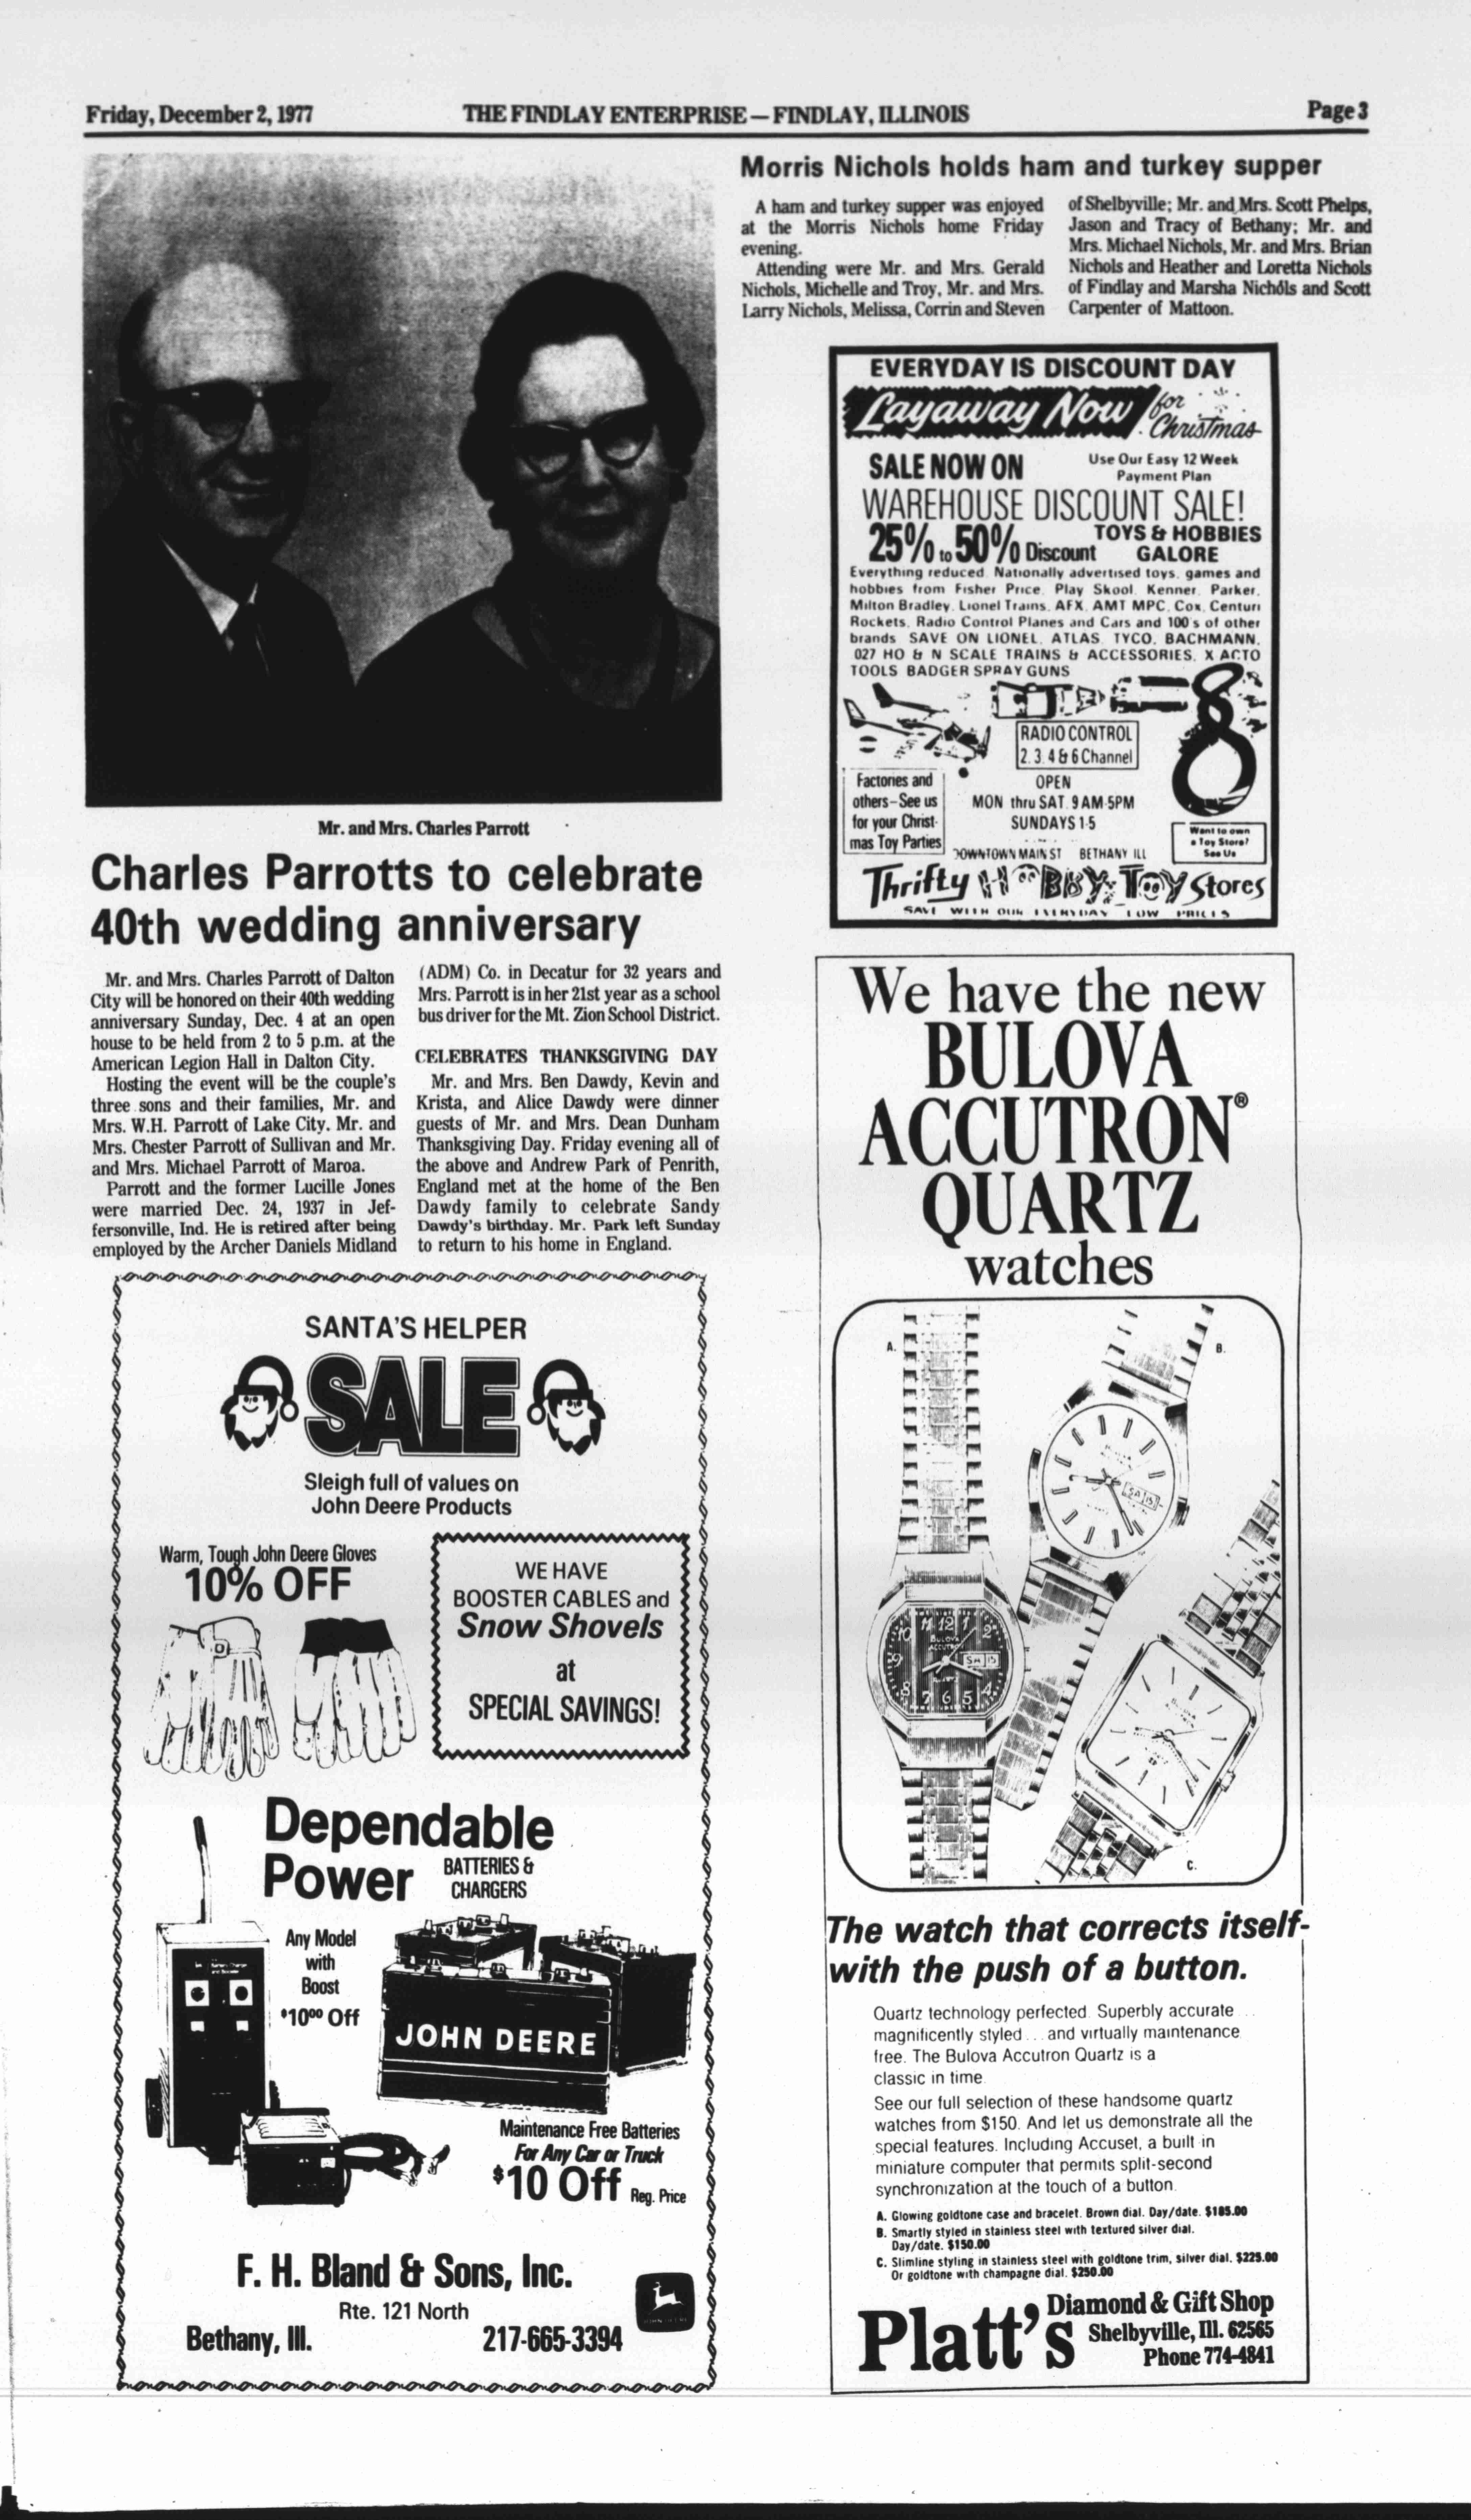 Friday, December 2, 1977
THE FINDLAY ENTERPRISE — FINDLAY, ILLINOIS
Page 3
Mr. and Mrs. Charles Parrott
Charles Parrotts to celebrate
40th wedding anniversary
Mr. and Mrs. Charles Parrott of Dalton
City will be honored on their 40th wedding
anniversary Sunday, Dec. 4 at an open
house to be held from 2 to 5 p.m. at the
American Legion Hall in Dalton City.
Hosting the event will be the couple's
three sons and their families, Mr. and
Mrs. W.H. Parrott of Lake City. Mr. and
Mrs. Chester Parrott of Sullivan and Mr.
and Mrs. Michael Parrott of Maroa.
Parrott and the former Lucille Jones
were married Dec. 24, 1937 in Jef-
fersonville, Ind. He is retired after being
employed by the Archer Daniels Midland
(ADM) Co. in Decatur for 32 years and
Mrs. Parrott is in her 21st year as a school
bus driver for the Mt. Zion School District.
CELEBRATES THANKSGIVING DAY
Mr. and Mrs. Ben Dawdy, Kevin and
Krista, and Alice Dawdy were dinner
guests of Mr. and Mrs. Dean Dunham
Thanksgiving Day. Friday evening all of
the above and Andrew Park of Penrith,
England met at the home of the Ben
Dawdy family to celebrate Sandy
Dawdy's birthday. Mr. Park left Sunday
to return to his home in England.
Morris Nichols holds ham and turkey supper
A ham and turkey supper was enjoyed
at the Morris Nichols home Friday
evening.
Attending were Mr. and Mrs. Gerald
Nichols, Michelle and Troy, Mr. and Mrs.
Larry Nichols, Melissa, Corrin and Steven
of Shelbyville; Mr. and Mrs. Scott Phelps,
Jason and Tracy of Bethany; Mr. and
Mrs. Michael Nichols, Mr. and Mrs. Brian
Nichols and Heather and Loretta Nichols
of Findlay and Marsha Nichols and Scott
Carpenter of Mattoon.
EVERYDAY IS DISCOUNT DAY
Layaway Now for Christmas
SALE NOW ON
Use Our Easy 12 Week
Payment Plan
WAREHOUSE DISCOUNT SALE!
25% to 50% Discount
TOYS & HOBBIES
GALORE
Everything reduced. Nationally advertised toys, games and
hobbies from Fisher Price, Play Skool, Kenner, Parker,
Milton Bradley, Lionel Trains, AFX, AMT MPC, Cox, Centuri
Rockets, Radio Control Planes and Cars and 100's of other
brands SAVE ON LIONEL, ATLAS, TYCO, BACHMANN,
027 HO & N SCALE TRAINS & ACCESSORIES, X ACTO
TOOLS BADGER SPRAY GUNS
RADIO CONTROL
2, 3, 4 & 6 Channel
8
Factories and
others—See us
for your Christ-
mas Toy Parties
OPEN
MON thru SAT. 9 AM-5PM
SUNDAYS 1-5
DOWNTOWN MAIN ST BETHANY ILL
Want to own
a Toy Store?
See Us
Thrifty Hobby Toy Stores
SAVE WITH OUR EVERYDAY LOW PRICES
SANTA'S HELPER
SALE
Sleigh full of values on
John Deere Products
Warm, Tough John Deere Gloves
10% OFF
WE HAVE
BOOSTER CABLES and
Snow Shovels
at
SPECIAL SAVINGS!
Dependable
Power
BATTERIES &
CHARGERS
Any Model
with
Boost
$10⁰⁰ Off
JOHN DEERE
Maintenance Free Batteries
For Any Car or Truck
$10 Off Reg. Price
F. H. Bland & Sons, Inc.
Rte. 121 North
Bethany, Ill.
217-665-3394
We have the new
BULOVA
ACCUTRON®
QUARTZ
watches
A.
B.
C.
The watch that corrects itself-
with the push of a button.
Quartz technology perfected. Superbly accurate ...
magnificently styled ... and virtually maintenance
free. The Bulova Accutron Quartz is a
classic in time.
See our full selection of these handsome quartz
watches from $150. And let us demonstrate all the
special features. Including Accuset, a built-in
miniature computer that permits split-second
synchronization at the touch of a button.
A. Glowing goldtone case and bracelet. Brown dial. Day/date. $185.00
B. Smartly styled in stainless steel with textured silver dial.
Day/date. $150.00
C. Slimline styling in stainless steel with goldtone trim, silver dial. $225.00
Or goldtone with champagne dial. $250.00
Platt's
Diamond & Gift Shop
Shelbyville, Ill. 62565
Phone 774-4841